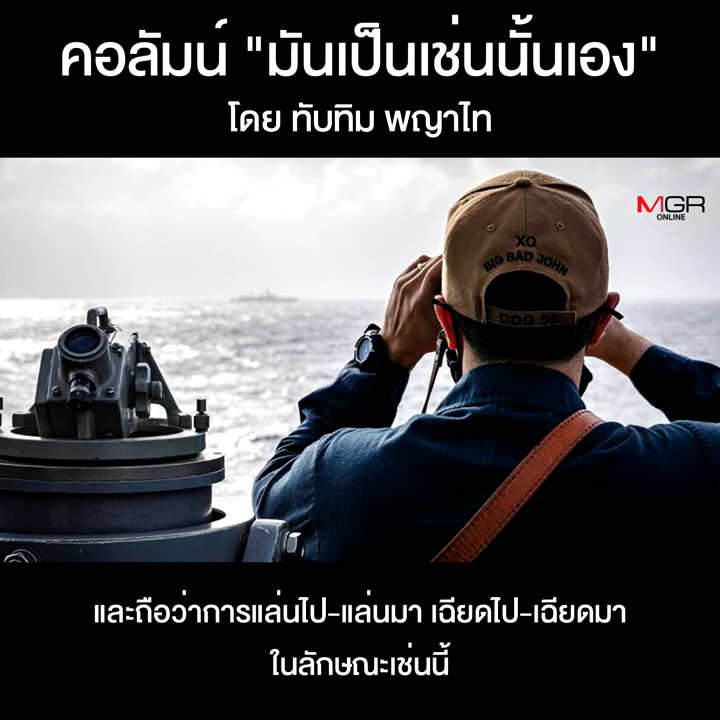 คอลัมน์ "มันเป็นเช่นนั้นเอง"
โดย ทับทิม พญาไท
MGR
ONLINE
XO
BIG BAD JOHN
DDG 56
และถือว่าการแล่นไป-แล่นมา เฉียดไป-เฉียดมา
ในลักษณะเช่นนี้